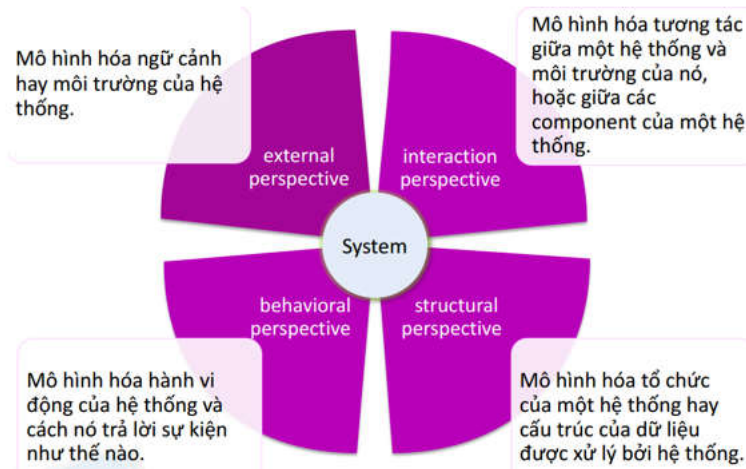 Mô hình hóa ngữ cảnh
hay môi trường của hệ
thống.
Mô hình hóa tương tác
giữa một hệ thống và
môi trường của nó,
hoặc giữa các
component của một hệ
thống.
external
perspective
interaction
perspective
System
behavioral
perspective
structural
perspective
Mô hình hóa hành vi
động của hệ thống và
cách nó trả lời sự kiện
như thế nào.
Mô hình hóa tổ chức
của một hệ thống hay
cấu trúc của dữ liệu
được xử lý bởi hệ thống.